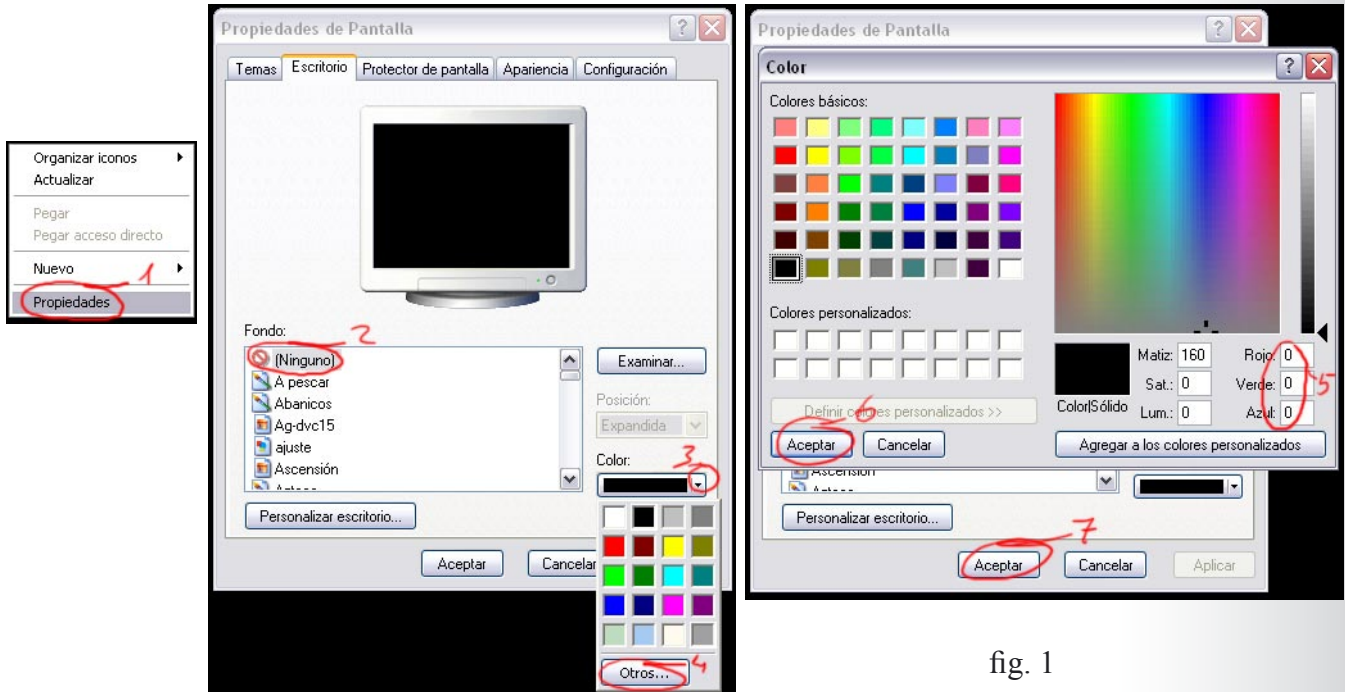 Organizar iconos
Actualizar
Pegar
Pegar acceso directo
Nuevo
1
Propiedades
Propiedades de Pantalla
Temas Escritorio Protector de pantalla Apariencia Configuración
Fondo:
2
(Ninguno)
A pescar
Abanicos
Ag-dvc15
ajuste
Ascensión
Azteca
Examinar...
Posición:
Expandida
Color:
3
Personalizar escritorio...
Aceptar Cancelar
Otros...
4
Propiedades de Pantalla
Color
Colores básicos:
Colores personalizados:
Definir colores personalizados >>
6
Aceptar Cancelar
Color|Sólido
Matiz: 160 Rojo: 0
Sat.: 0 Verde: 0
Lum.: 0 Azul: 0
5
Agregar a los colores personalizados
Ascensión
Azteca
Personalizar escritorio...
7
Aceptar Cancelar Aplicar
fig. 1